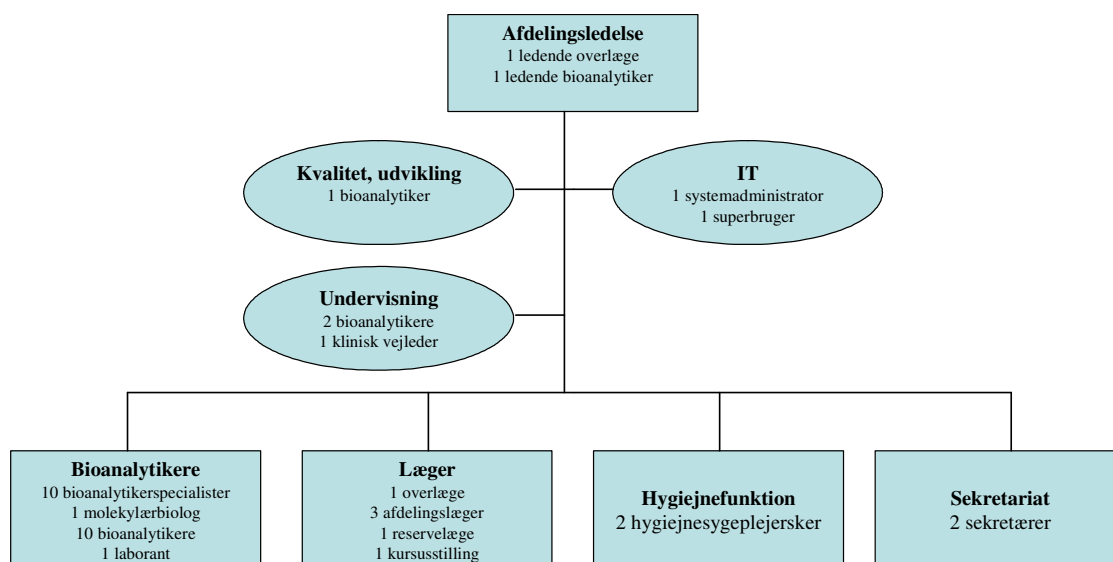 Afdelingsledelse
1 ledende overlæge
1 ledende bioanalytiker
Kvalitet, udvikling
1 bioanalytiker
IT
1 systemadministrator
1 superbruger
Undervisning
2 bioanalytikere
1 klinisk vejleder
Bioanalytikere
10 bioanalytikerspecialister
1 molekylærbiolog
10 bioanalytikere
1 laborant
Læger
1 overlæge
3 afdelingslæger
1 reservelæge
1 kursusstilling
Hygiejnefunktion
2 hygiejnesygeplejersker
Sekretariat
2 sekretærer